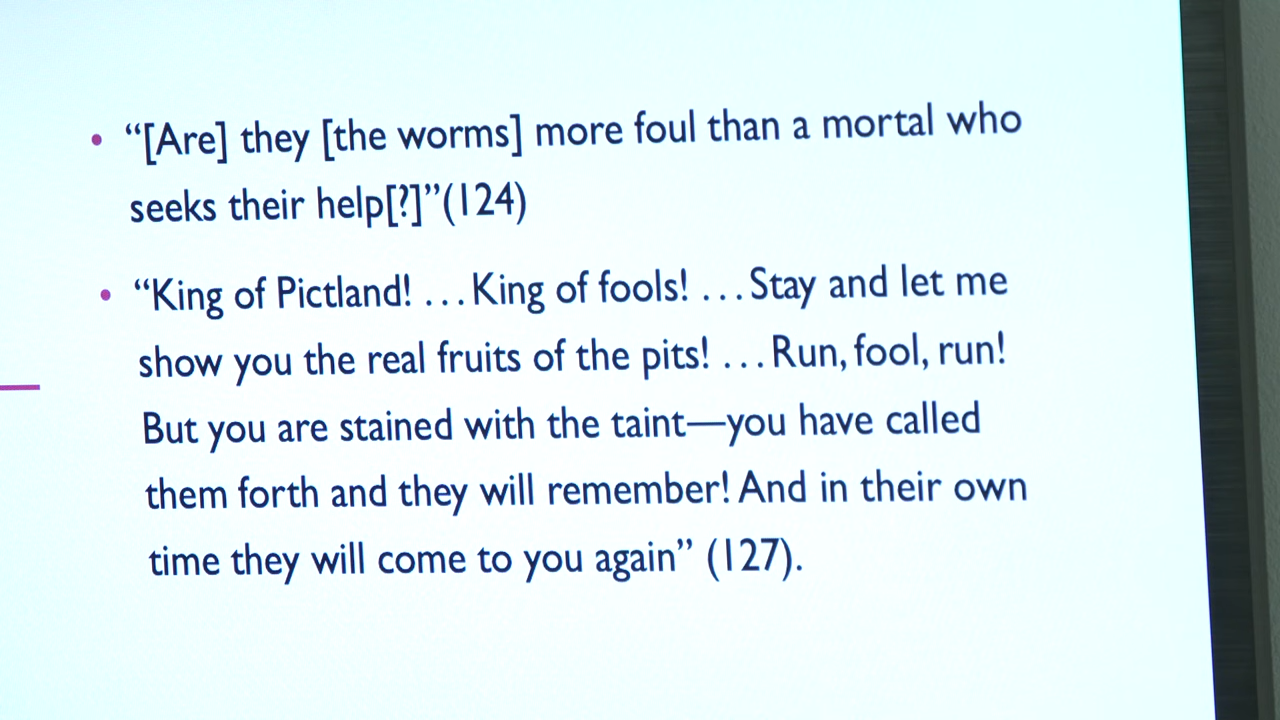 • “[Are] they [the worms] more foul than a mortal who
seeks their help[?]”(124)
• “King of Pictland! . . . King of fools! . . . Stay and let me
show you the real fruits of the pits! . . . Run, fool, run!
But you are stained with the taint—you have called
them forth and they will remember! And in their own
time they will come to you again” (127).